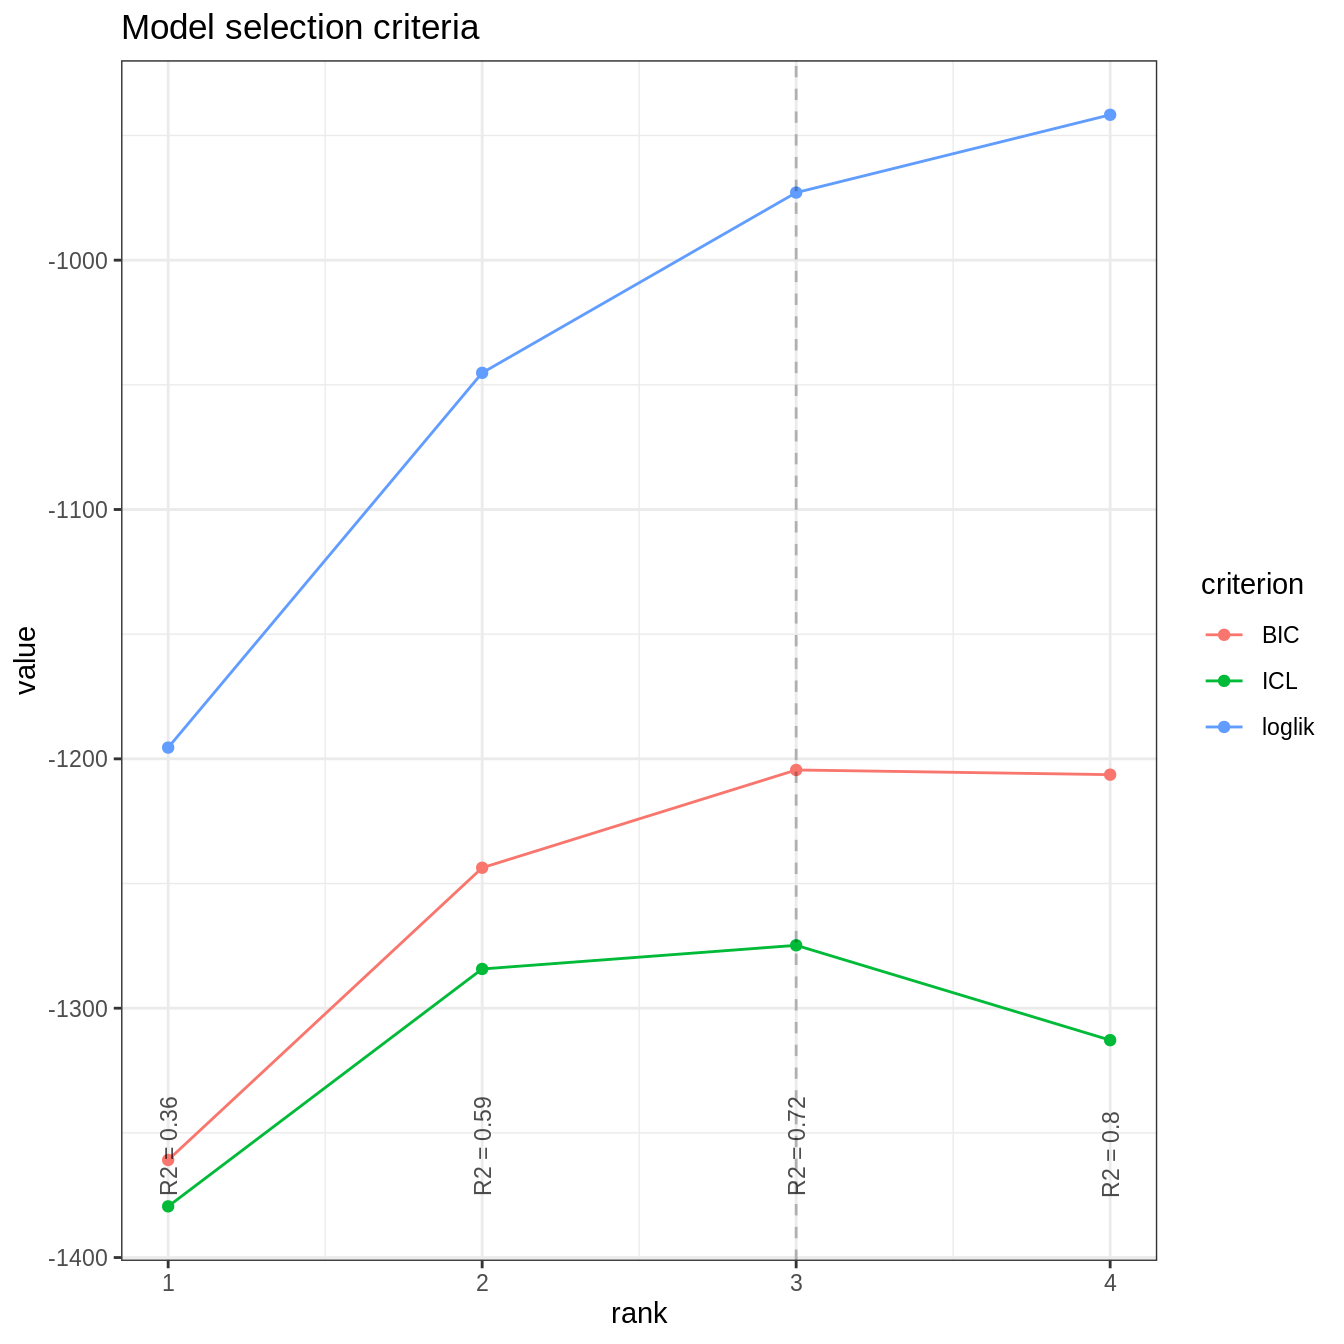 Model selection criteria
value
-1000
-1100
-1200
-1300
-1400
R2 = 0.36
R2 = 0.59
R2 = 0.72
R2 = 0.8
1
2
3
4
rank
criterion
BIC
ICL
loglik